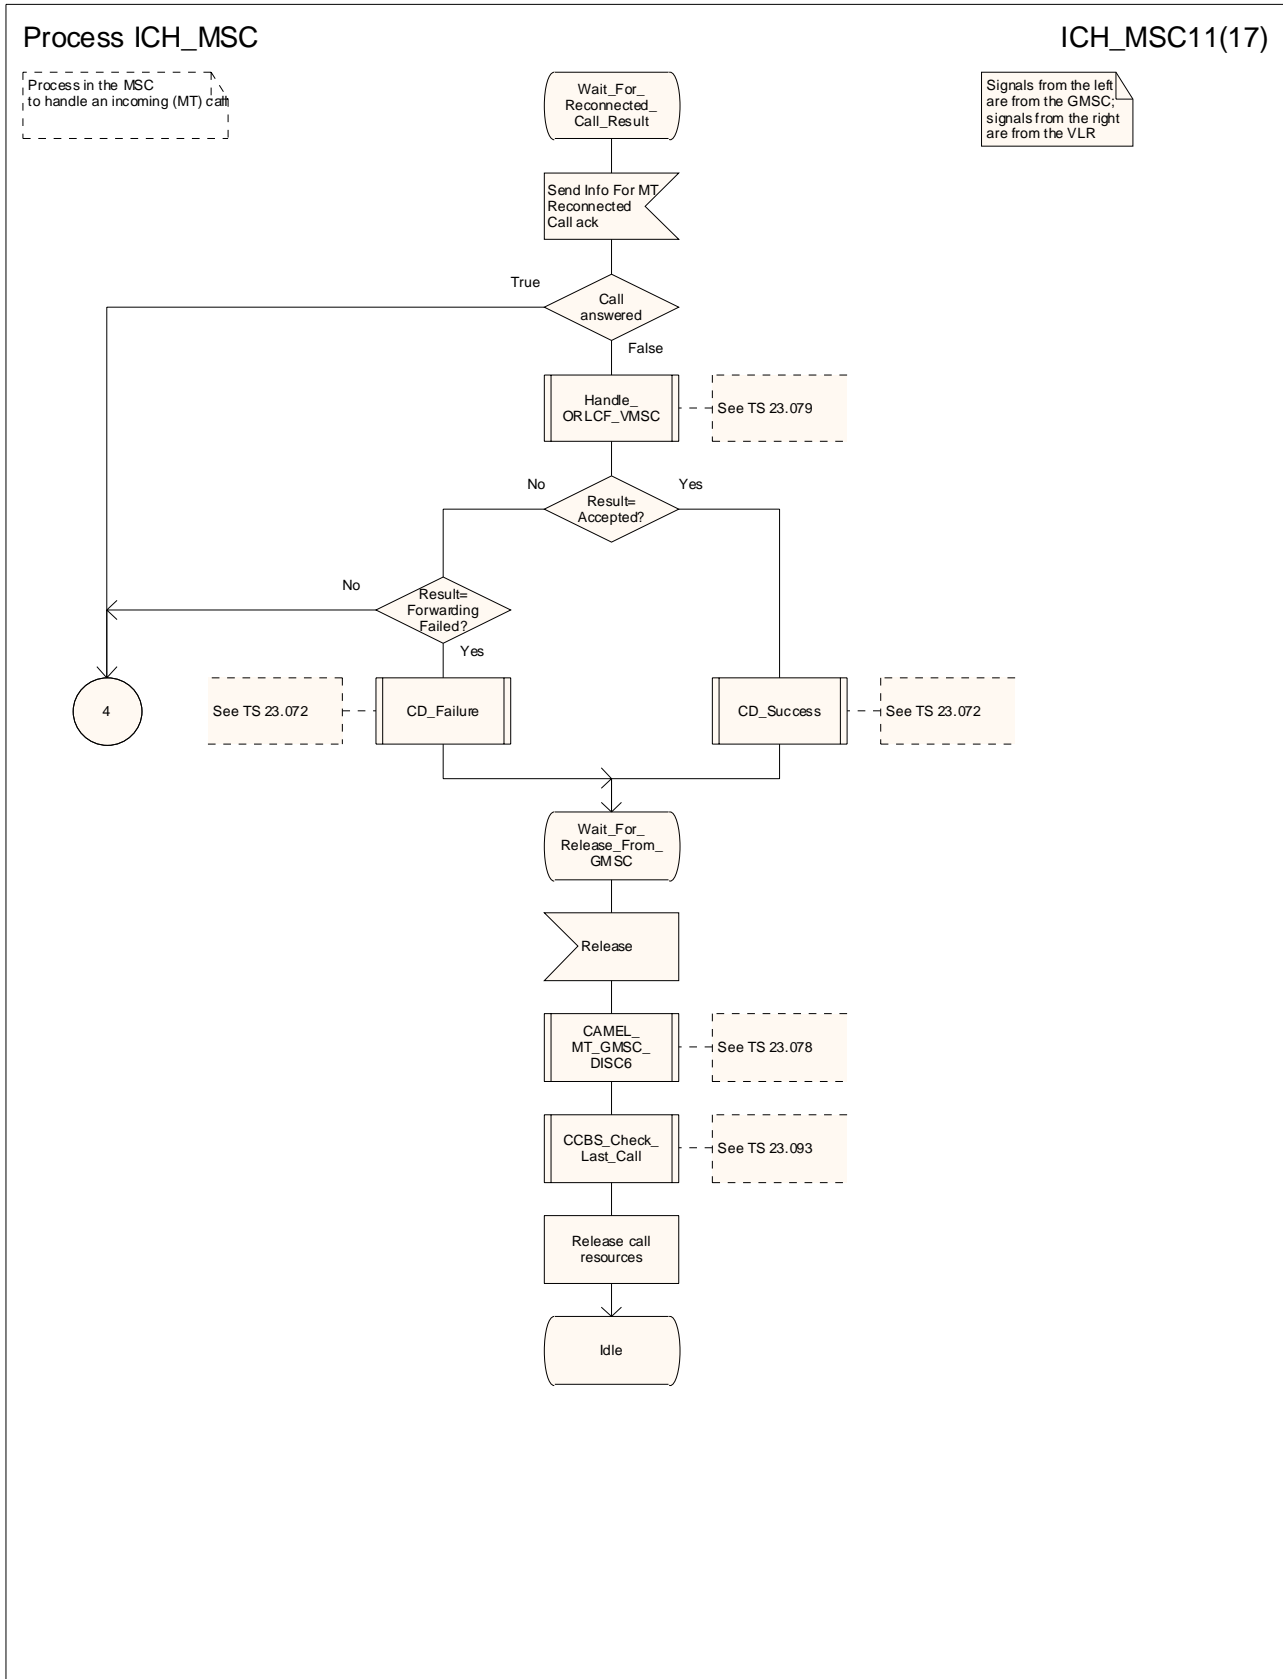 Process ICH_MSC
ICH_MSC11(17)
Process in the MSC
to handle an incoming (MT) call
Signals from the left
are from the GMSC;
signals from the right
are from the VLR
Wait_For_
Reconnected_
Call_Result
Send Info For MT
Reconnected
Call ack
True
Call
answered
False
Handle_
ORLCF_VMSC
See TS 23.079
No
Yes
Result=
Accepted?
No
Result=
Forwarding
Failed?
Yes
4
See TS 23.072
CD_Failure
CD_Success
See TS 23.072
Wait_For_
Release_From_
GMSC
Release
CAMEL_
MT_GMSC_
DISC6
See TS 23.078
CCBS_Check_
Last_Call
See TS 23.093
Release call
resources
Idle